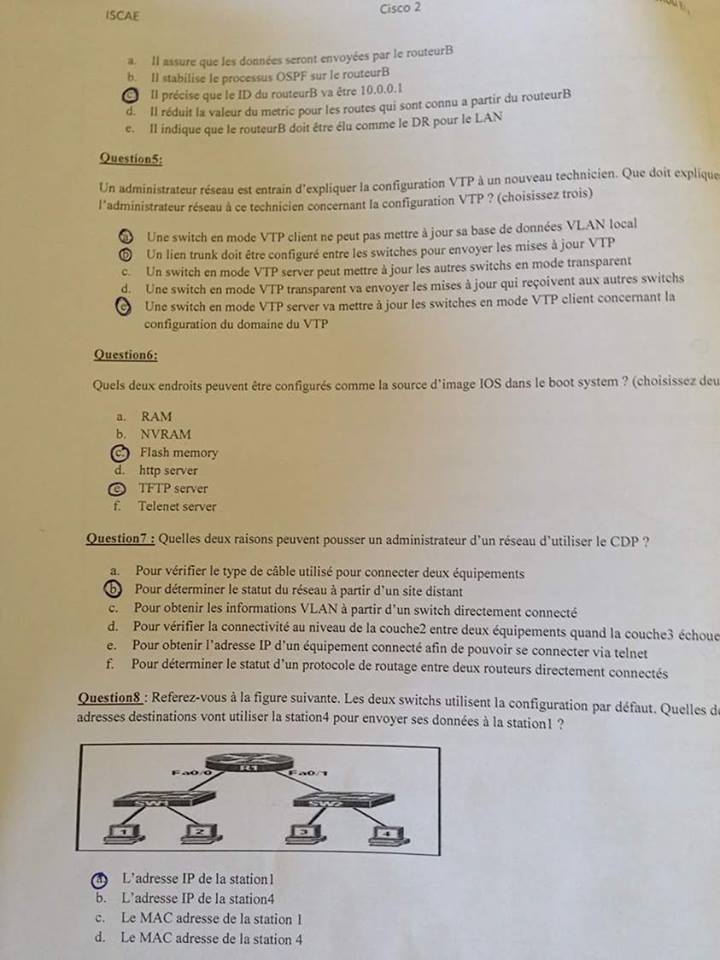 ISCAE
Cisco 2
a. Il assure que les données seront envoyées par le routeurB
b. Il stabilise le processus OSPF sur le routeurB
c. Il précise que le ID du routeurB va être 10.0.0.1
d. Il réduit la valeur du metric pour les routes qui sont connu a partir du routeurB
e. Il indique que le routeurB doit être élu comme le DR pour le LAN
Question5:
Un administrateur réseau est entrain d'expliquer la configuration VTP à un nouveau technicien. Que doit explique
l'administrateur réseau à ce technicien concernant la configuration VTP ? (choisissez trois)
a. Une switch en mode VTP client ne peut pas mettre à jour sa base de données VLAN local
b. Un lien trunk doit être configuré entre les switches pour envoyer les mises à jour VTP
c. Un switch en mode VTP server peut mettre à jour les autres switchs en mode transparent
d. Une switch en mode VTP transparent va envoyer les mises à jour qui reçoivent aux autres switchs
e. Une switch en mode VTP server va mettre à jour les switches en mode VTP client concernant la
configuration du domaine du VTP
Question6:
Quels deux endroits peuvent être configurés comme la source d'image IOS dans le boot system ? (choisissez deu
a. RAM
b. NVRAM
c. Flash memory
d. http server
e. TFTP server
f. Telenet server
Question7 : Quelles deux raisons peuvent pousser un administrateur d'un réseau d'utiliser le CDP ?
a. Pour vérifier le type de câble utilisé pour connecter deux équipements
b. Pour déterminer le statut du réseau à partir d'un site distant
c. Pour obtenir les informations VLAN à partir d'un switch directement connecté
d. Pour vérifier la connectivité au niveau de la couche2 entre deux équipements quand la couche3 échoue
e. Pour obtenir l'adresse IP d'un équipement connecté afin de pouvoir se connecter via telnet
f. Pour déterminer le statut d'un protocole de routage entre deux routeurs directement connectés
Question8 : Referez-vous à la figure suivante. Les deux switchs utilisent la configuration par défaut. Quelles d
adresses destinations vont utiliser la station4 pour envoyer ses données à la station1 ?
Fa0/0 R1 Fa0/1
SW1 SW2
1 2 3 4
a. L'adresse IP de la station1
b. L'adresse IP de la station4
c. Le MAC adresse de la station 1
d. Le MAC adresse de la station 4